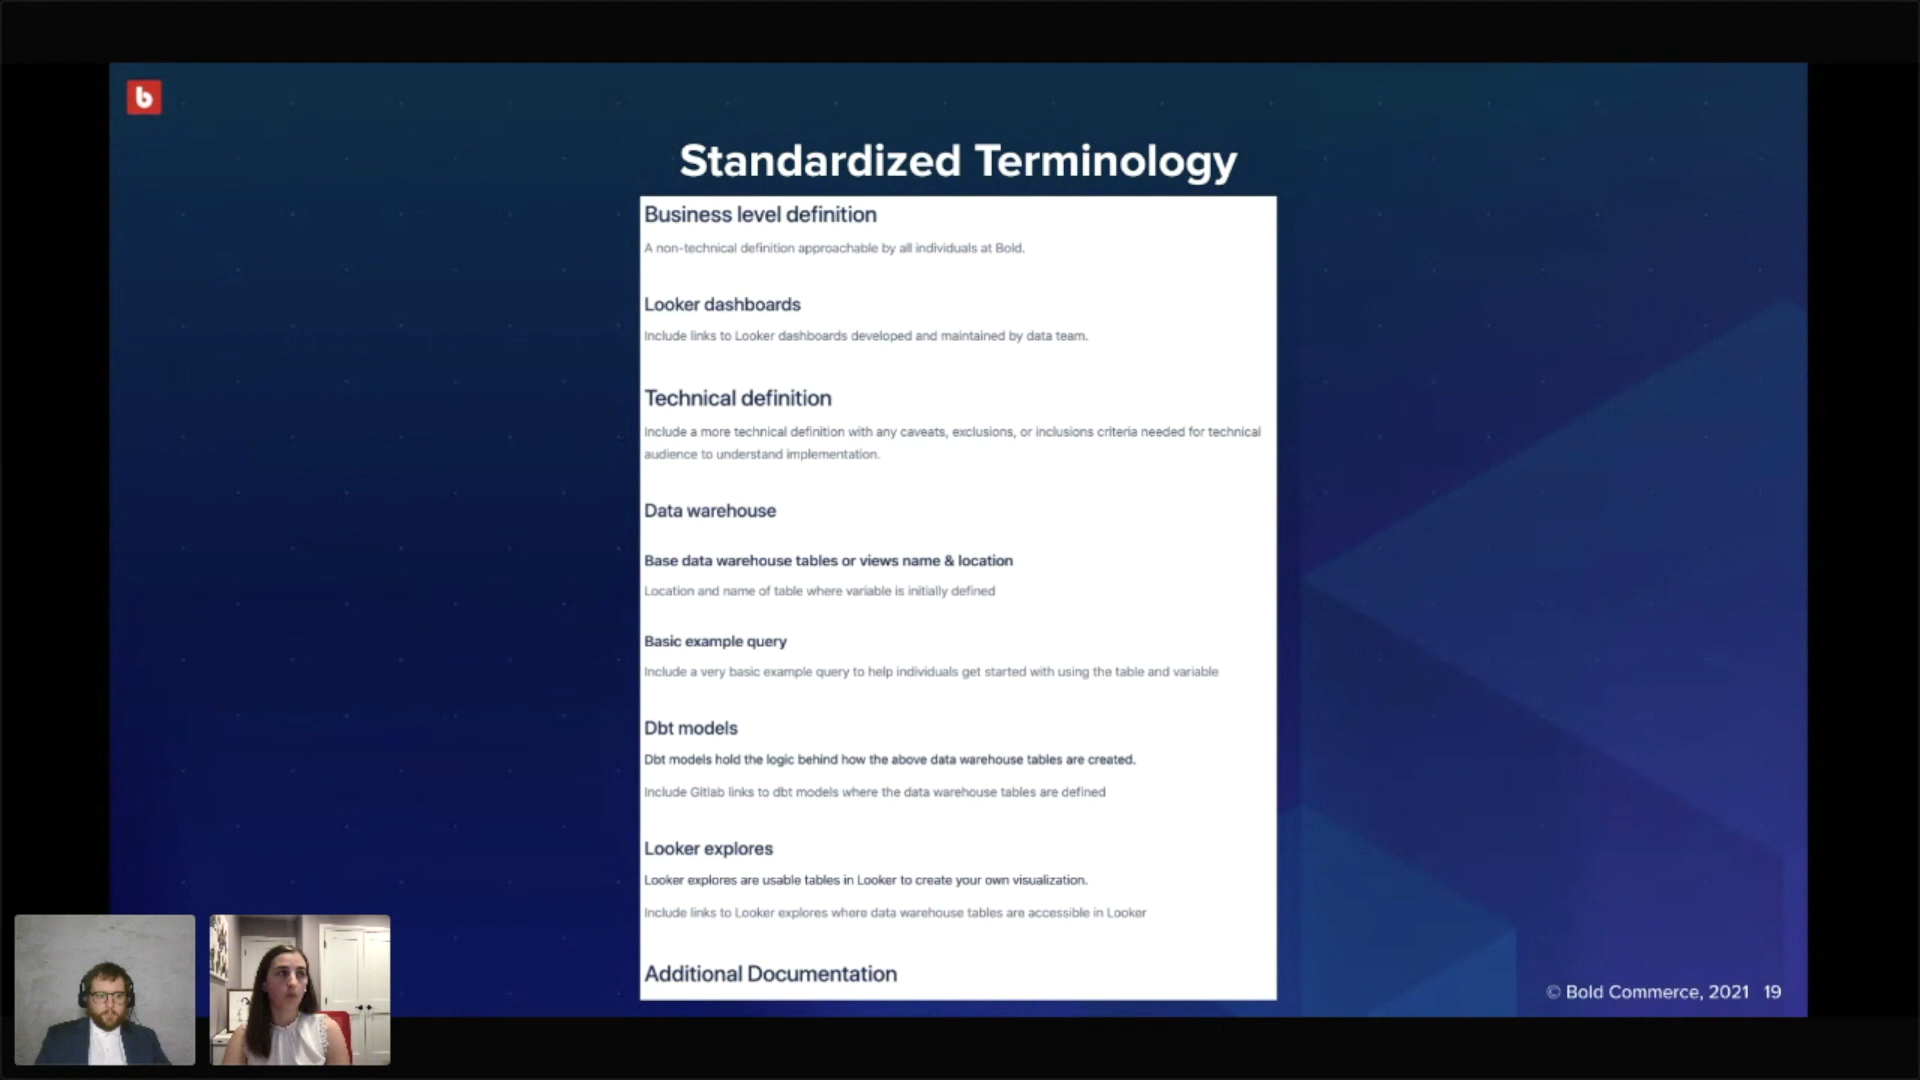 b
Standardized Terminology
Business level definition
A non-technical definition approachable by all individuals at Bold.
Looker dashboards
Include links to Looker dashboards developed and maintained by data team.
Technical definition
Include a more technical definition with any caveats, exclusions, or inclusions criteria needed for technical
audience to understand implementation.
Data warehouse
Base data warehouse tables or views name & location
Location and name of table where variable is initially defined
Basic example query
Include a very basic example query to help individuals get started with using the table and variable
Dbt models
Dbt models hold the logic behind how the above data warehouse tables are created.
Include Gitlab links to dbt models where the data warehouse tables are defined
Looker explores
Looker explores are usable tables in Looker to create your own visualization.
Include links to Looker explores where data warehouse tables are accessible in Looker
Additional Documentation
© Bold Commerce, 2021 19